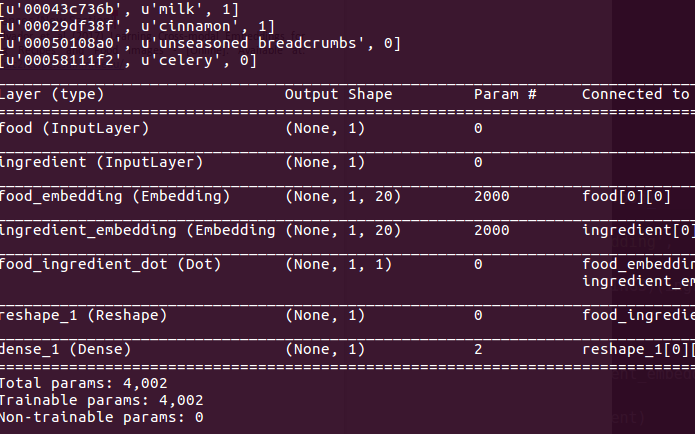 [u'00043c736b', u'milk', 1]
[u'00029df38f', u'cinnamon', 1]
[u'00050108a0', u'unseasoned breadcrumbs', 0]
[u'00058111f2', u'celery', 0]
Layer (type) Output Shape Param # Connected to
food (InputLayer) (None, 1) 0
ingredient (InputLayer) (None, 1) 0
food_embedding (Embedding) (None, 1, 20) 2000 food[0][0]
ingredient_embedding (Embedding (None, 1, 20) 2000 ingredient[0]
food_ingredient_dot (Dot) (None, 1, 1) 0 food_embeddin
ingredient_em
reshape_1 (Reshape) (None, 1) 0 food_ingredie
dense_1 (Dense) (None, 1) 2 reshape_1[0][
Total params: 4,002
Trainable params: 4,002
Non-trainable params: 0